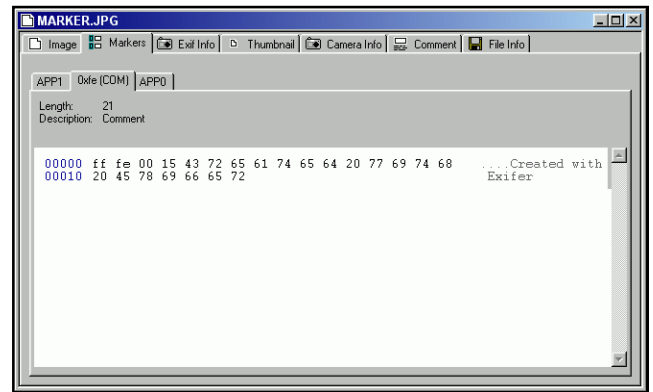 MARKER.JPG
Image Markers Exif Info Thumbnail Camera Info Comment File Info
APP1 0xfe (COM) APP0
Length: 21
Description: Comment
00000 ff fe 00 15 43 72 65 61 74 65 64 20 77 69 74 68 ....Created with
00010 20 45 78 69 66 65 72 Exifer